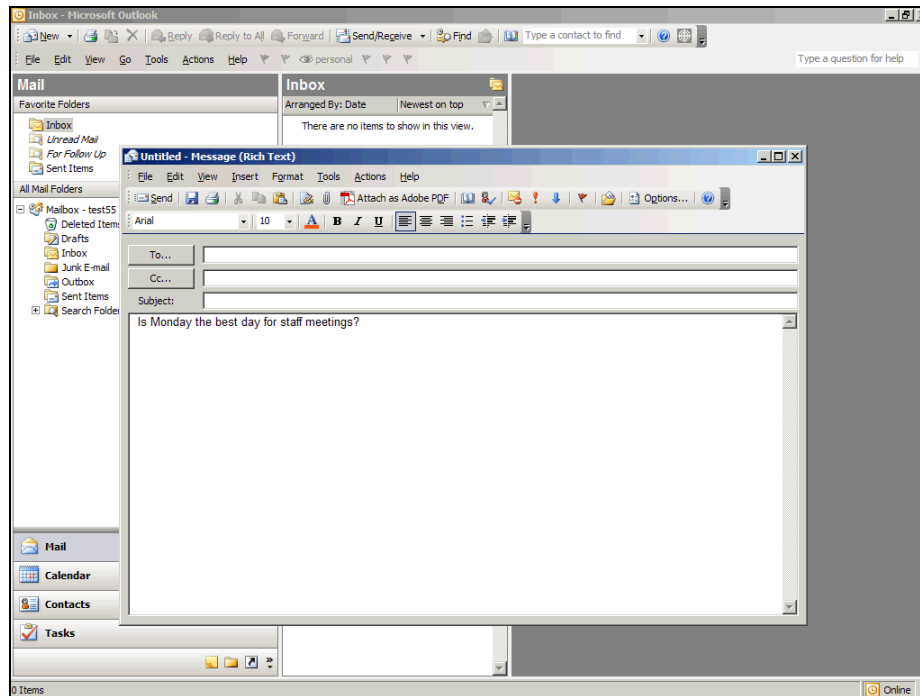 Inbox - Microsoft Outlook
New Reply Reply to All Forward Send/Receive Find Type a contact to find
File Edit View Go Tools Actions Help personal Type a question for help
Mail
Favorite Folders
Inbox
Unread Mail
For Follow Up
Sent Items
All Mail Folders
Mailbox - test55
Deleted Items
Drafts
Inbox
Junk E-mail
Outbox
Sent Items
Search Folde
Mail
Calendar
Contacts
Tasks
Inbox
Arranged By: Date Newest on top
There are no items to show in this view.
Untitled - Message (Rich Text)
File Edit View Insert Format Tools Actions Help
Send Attach as Adobe PDF Options...
Arial 10 A B I U
To...
Cc...
Subject:
Is Monday the best day for staff meetings?
0 Items Online